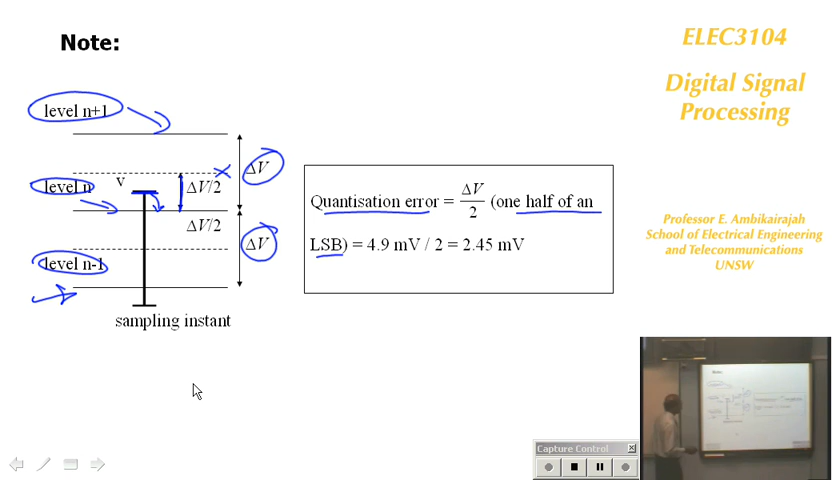 Note:
ELEC3104
Digital Signal
Processing
level n+1
ΔV
V
ΔV/2
level n
ΔV/2
ΔV
level n-1
sampling instant
Quantisation error = ΔV/2 (one half of an
LSB) = 4.9 mV / 2 = 2.45 mV
Professor E. Ambikairajah
School of Electrical Engineering
and Telecommunications
UNSW
Capture Control